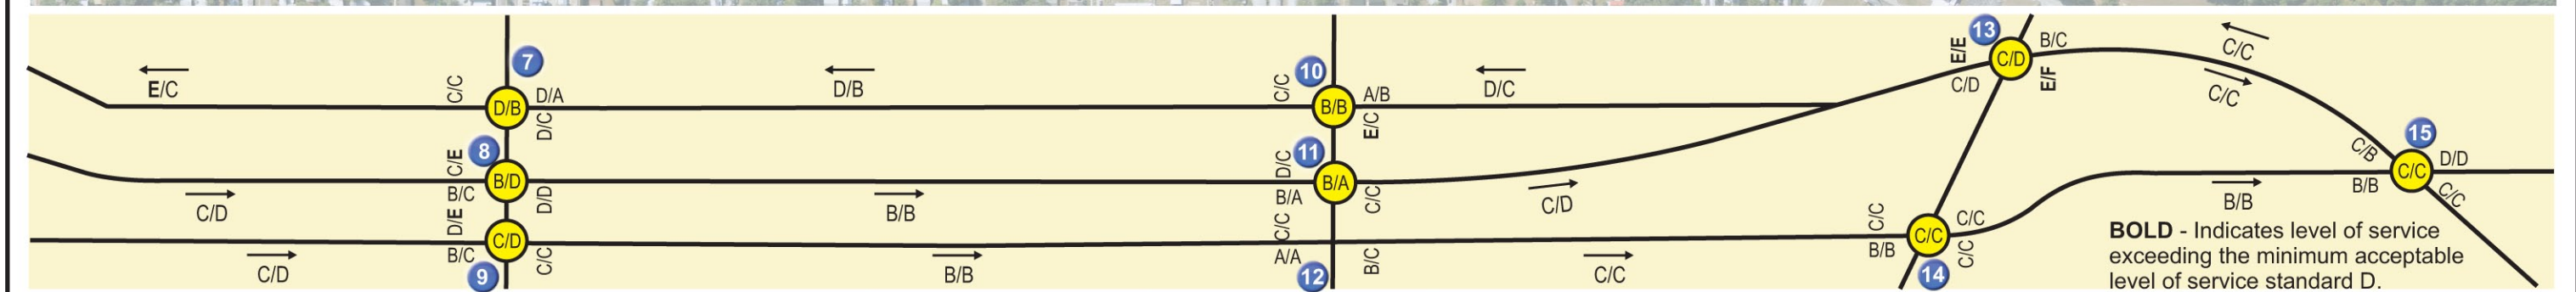 13
B/C
C/C
7
E/E
C/D
10
C/C
D/A
C/C
A/B
C/D
E/F
C/C
E/C
D/B
D/C
D/B
B/B
D/C
E/C
15
8
C/E
11
D/C
C/B
D/D
B/D
B/A
C/C
B/C
D/D
B/A
C/C
B/B
C/C
C/D
B/B
C/D
B/B
D/E
C/C
C/C
C/C
BOLD - Indicates level of service
C/D
C/C
B/C
C/C
A/A
B/C
B/B
C/C
exceeding the minimum acceptable
C/D
9
B/B
12
C/C
14
level of service standard D.